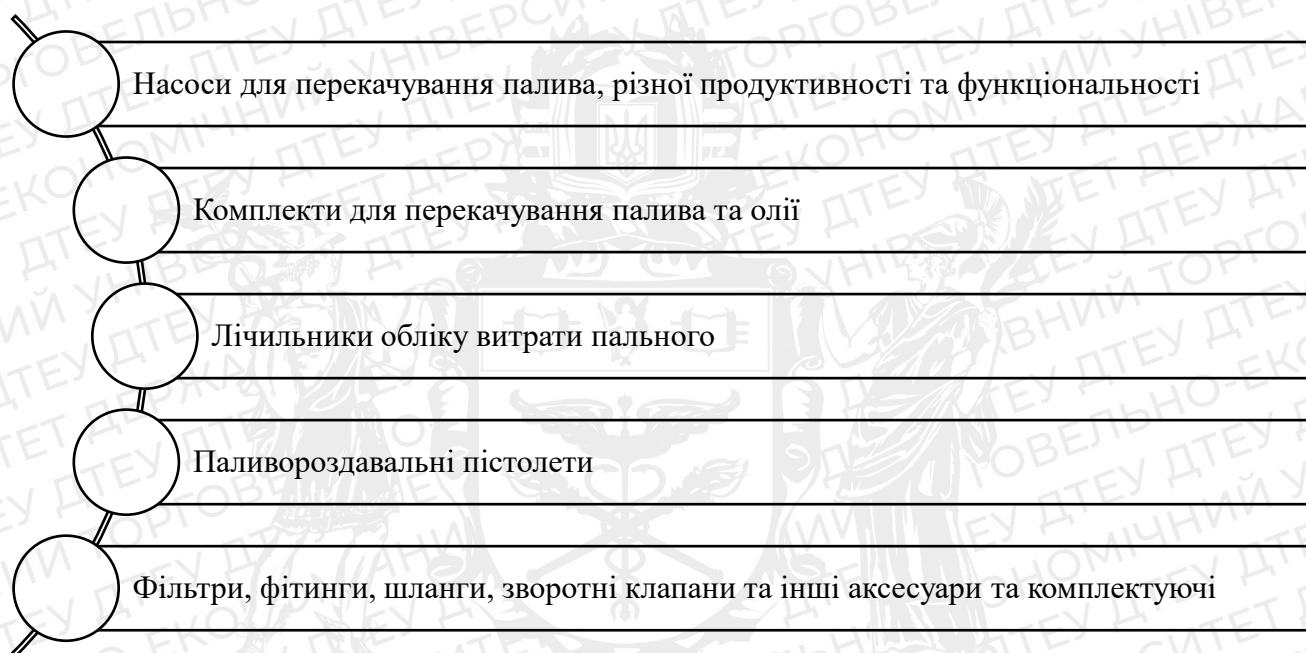 Насоси для перекачування палива, різної продуктивності та функціональності
Комплекти для перекачування палива та олії
Лічильники обліку витрати пального
Паливороздавальні пістолети
Фільтри, фітинги, шланги, зворотні клапани та інші аксесуари та комплектуючі